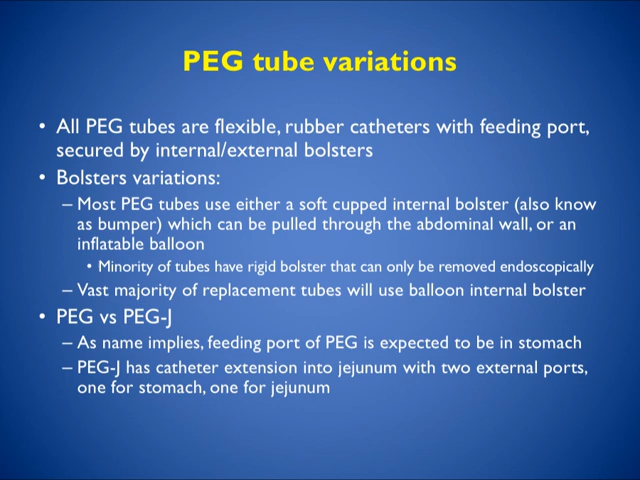 PEG tube variations
• All PEG tubes are flexible, rubber catheters with feeding port,
secured by internal/external bolsters
• Bolsters variations:
– Most PEG tubes use either a soft cupped internal bolster (also know
as bumper) which can be pulled through the abdominal wall, or an
inflatable balloon
• Minority of tubes have rigid bolster that can only be removed endoscopically
– Vast majority of replacement tubes will use balloon internal bolster
• PEG vs PEG-J
– As name implies, feeding port of PEG is expected to be in stomach
– PEG-J has catheter extension into jejunum with two external ports,
one for stomach, one for jejunum